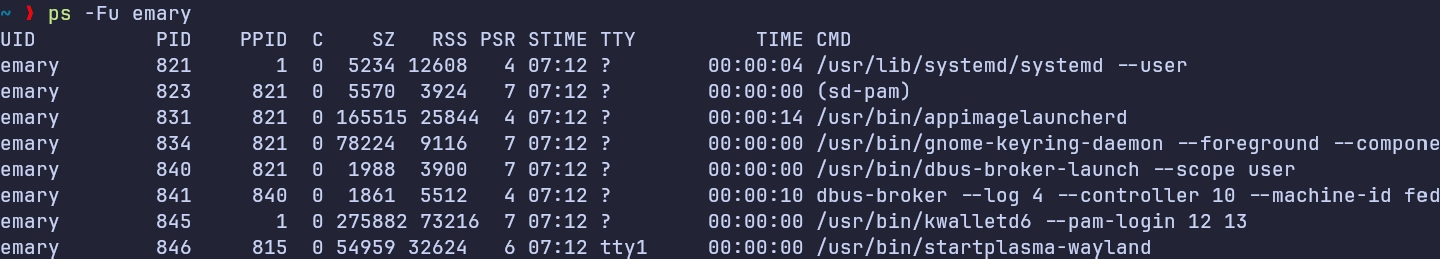 ~ ❯ ps -Fu emary
UID          PID    PPID  C    SZ   RSS PSR STIME TTY          TIME CMD
emary        821       1  0  5234 12608   4 07:12 ?        00:00:04 /usr/lib/systemd/systemd --user
emary        823     821  0  5570  3924   7 07:12 ?        00:00:00 (sd-pam)
emary        831     821  0 165515 25844  4 07:12 ?        00:00:14 /usr/bin/appimagelauncherd
emary        834     821  0 78224  9116   7 07:12 ?        00:00:00 /usr/bin/gnome-keyring-daemon --foreground --compone
emary        840     821  0  1988  3900   7 07:12 ?        00:00:00 /usr/bin/dbus-broker-launch --scope user
emary        841     840  0  1861  5512   4 07:12 ?        00:00:10 dbus-broker --log 4 --controller 10 --machine-id fed
emary        845       1  0 275882 73216  7 07:12 ?        00:00:00 /usr/bin/kwalletd6 --pam-login 12 13
emary        846     815  0 54959 32624   6 07:12 tty1     00:00:00 /usr/bin/startplasma-wayland